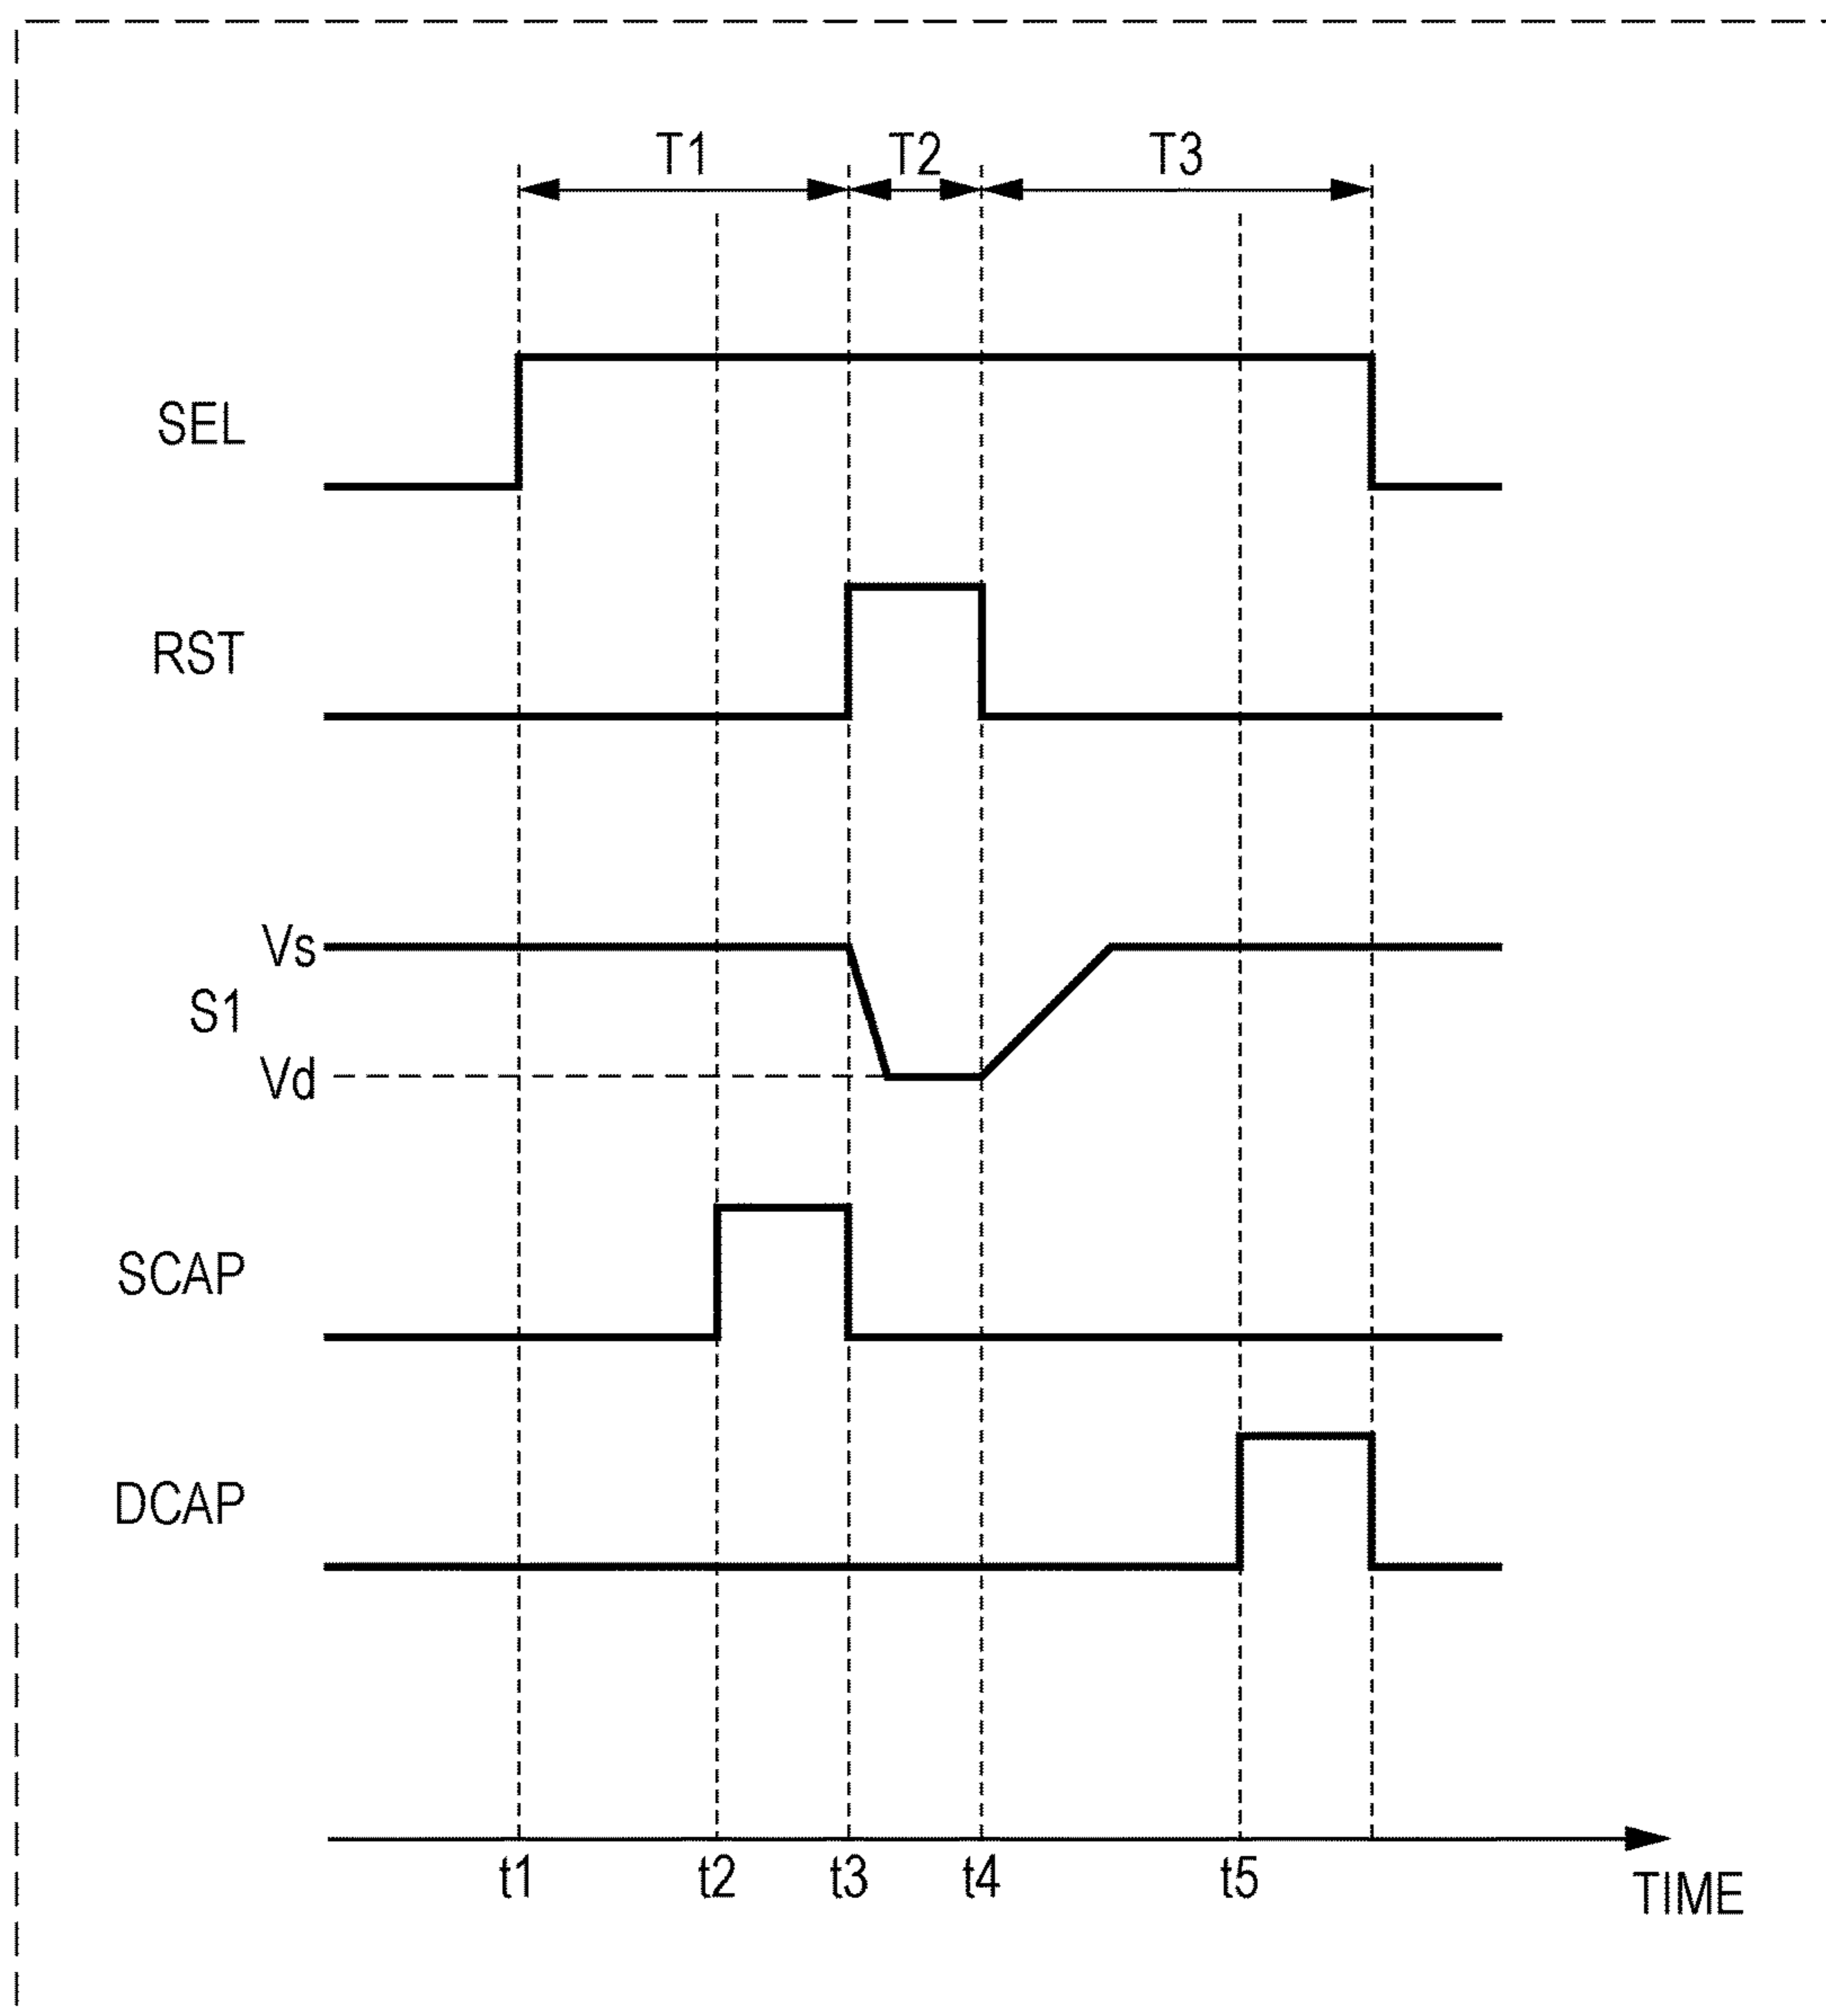 T1 T2 T3
SEL
RST
Vs
S1
Vd
SCAP
DCAP
t1 t2 t3 t4 t5
TIME